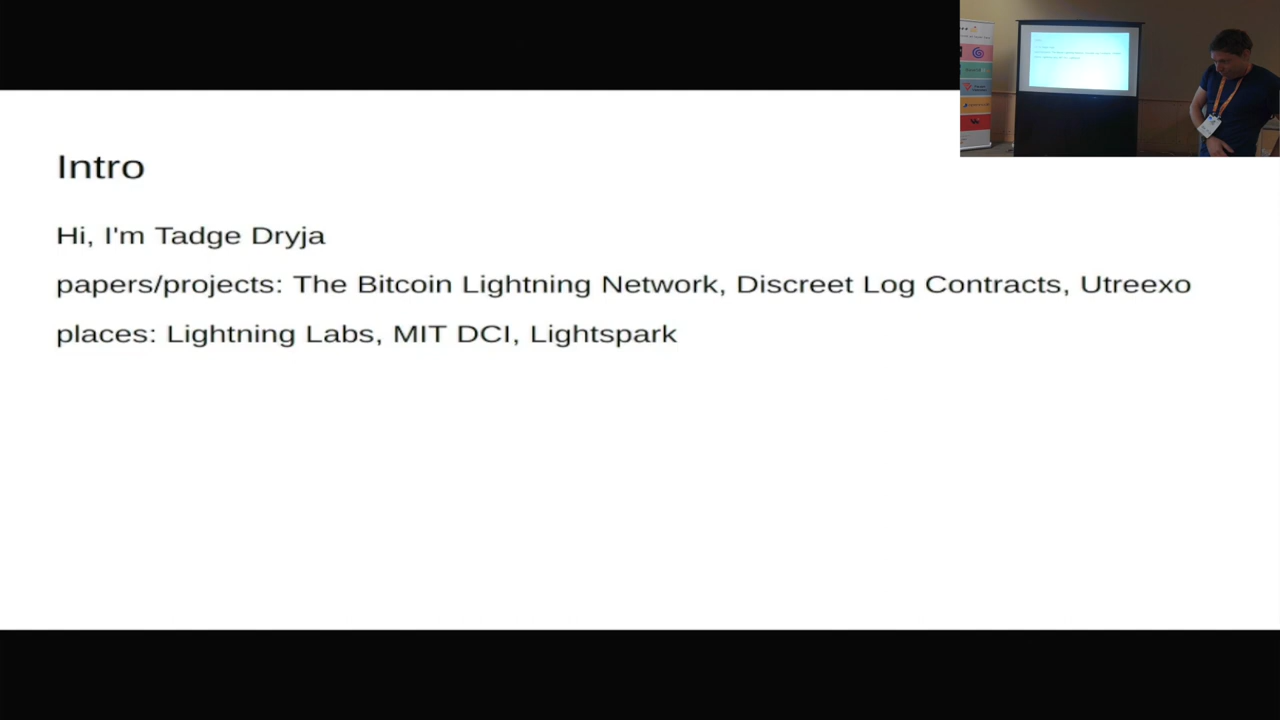 Intro
Hi, I'm Tadge Dryja
papers/projects: The Bitcoin Lightning Network, Discreet Log Contracts, Utreexo
places: Lightning Labs, MIT DCI, Lightspark